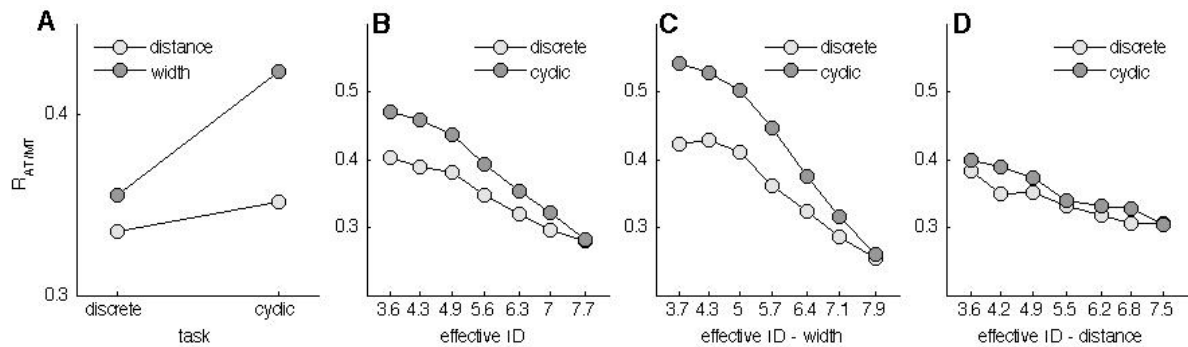 A
distance
width
R AT/MT
0.4
0.3
discrete
cyclic
task
B
discrete
cyclic
0.5
0.4
0.3
3.6 4.3 4.9 5.6 6.3 7 7.7
effective ID
C
discrete
cyclic
0.5
0.4
0.3
3.7 4.3 5 5.7 6.4 7.1 7.9
effective ID - width
D
discrete
cyclic
0.5
0.4
0.3
3.6 4.2 4.9 5.5 6.2 6.8 7.5
effective ID - distance